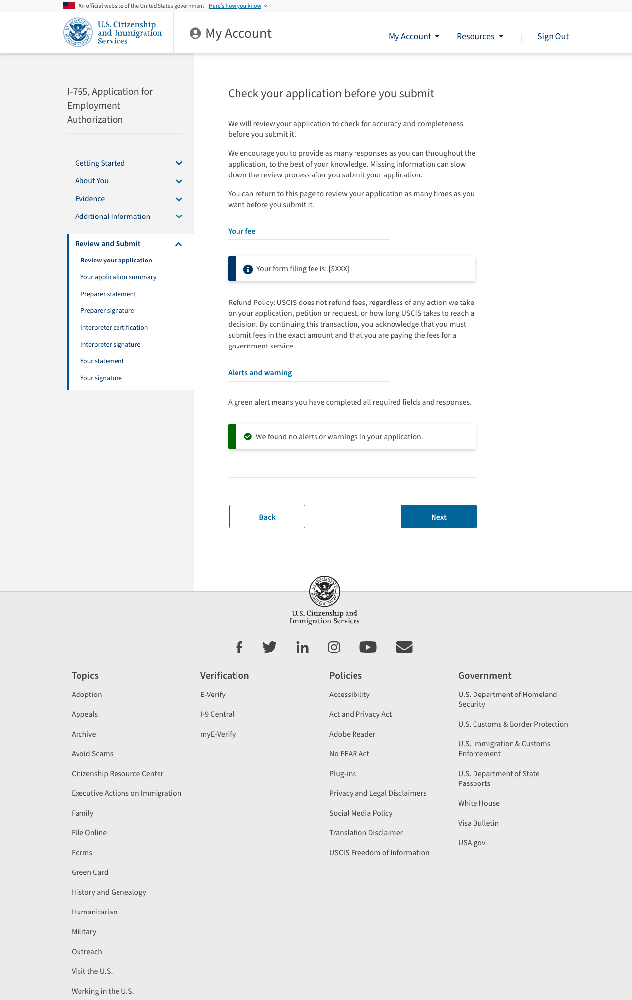 An official website of the United States government Here's how you know
U.S. Citizenship
and Immigration
Services
My Account
My Account
Resources
Sign Out
I-765, Application for
Employment
Authorization
Getting Started
About You
Evidence
Additional Information
Review and Submit
Review your application
Your application summary
Preparer statement
Preparer signature
Interpreter certification
Interpreter signature
Your statement
Your signature
Check your application before you submit
We will review your application to check for accuracy and completeness
before you submit it.
We encourage you to provide as many responses as you can throughout the
application, to the best of your knowledge. Missing information can slow
down the review process after you submit your application.
You can return to this page to review your application as many times as you
want before you submit it.
Your fee
Your form filing fee is: [$XXX]
Refund Policy: USCIS does not refund fees, regardless of any action we take
on your application, petition or request, or how long USCIS takes to reach a
decision. By continuing this transaction, you acknowledge that you must
submit fees in the exact amount and that you are paying the fees for a
government service.
Alerts and warning
A green alert means you have completed all required fields and responses.
We found no alerts or warnings in your application.
Back
Next
U.S. Citizenship and
Immigration Services
Topics
Adoption
Appeals
Archive
Avoid Scams
Citizenship Resource Center
Executive Actions on Immigration
Family
File Online
Forms
Green Card
History and Genealogy
Humanitarian
Military
Outreach
Visit the U.S.
Working in the U.S.
Verification
E-Verify
I-9 Central
myE-Verify
Policies
Accessibility
Act and Privacy Act
Adobe Reader
No FEAR Act
Plug-ins
Privacy and Legal Disclaimers
Social Media Policy
Translation Disclaimer
USCIS Freedom of Information
Government
U.S. Department of Homeland
Security
U.S. Customs & Border Protection
U.S. Immigration & Customs
Enforcement
U.S. Department of State
Passports
White House
Visa Bulletin
USA.gov